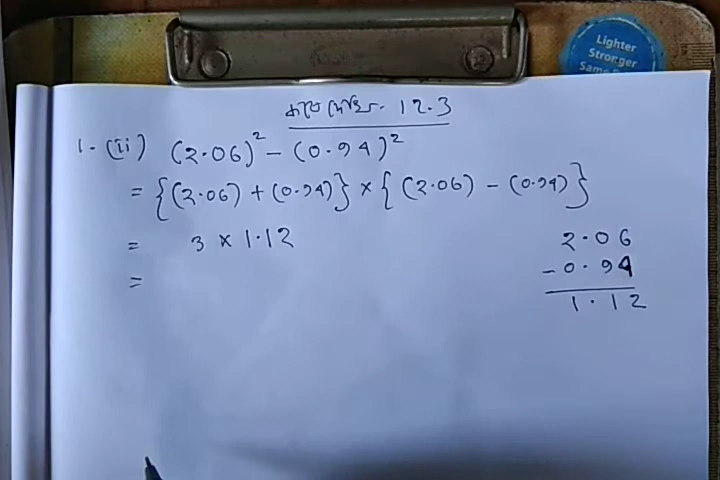 Lighter
Stronger
Same
কষে দেখি- 12.3
1. (ii) (2.06)² - (0.94)²
= {(2.06) + (0.94)} × {(2.06) - (0.94)}
= 3 × 1.12
=
2.06
- 0.94
1.12